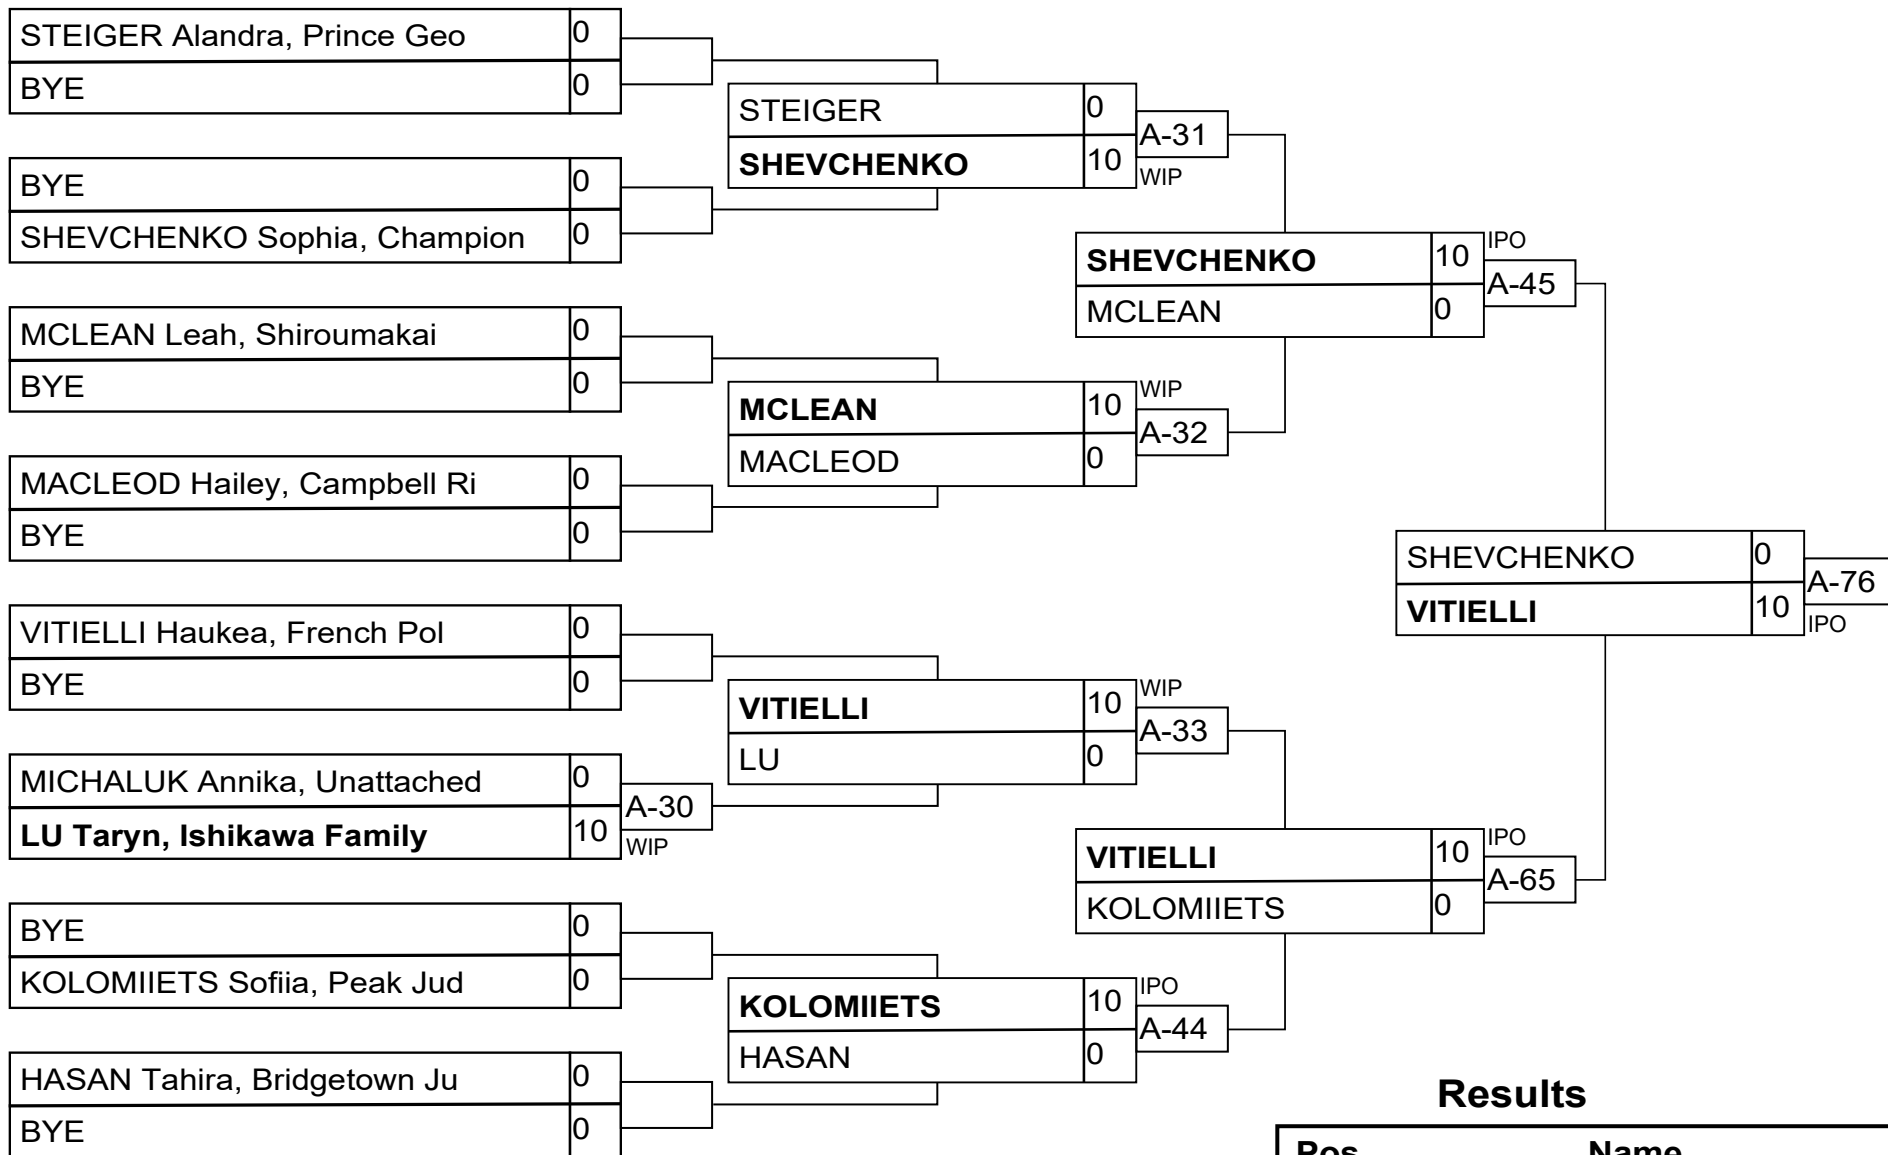 STEIGER Alandra, Prince Geo 0
BYE 0
BYE 0
SHEVCHENKO Sophia, Champion 0
MCLEAN Leah, Shiroumakai 0
BYE 0
MACLEOD Hailey, Campbell Ri 0
BYE 0
VITIELLI Haukea, French Pol 0
BYE 0
MICHALUK Annika, Unattached 0
LU Taryn, Ishikawa Family 10
A-30
WIP
BYE 0
KOLOMIIETS Sofiia, Peak Jud 0
HASAN Tahira, Bridgetown Ju 0
BYE 0
STEIGER 0
SHEVCHENKO 10
A-31
WIP
MCLEAN 10
MACLEOD 0
WIP
A-32
VITIELLI 10
LU 0
WIP
A-33
KOLOMIIETS 10
HASAN 0
IPO
A-44
SHEVCHENKO 10
MCLEAN 0
IPO
A-45
VITIELLI 10
KOLOMIIETS 0
IPO
A-65
SHEVCHENKO 0
VITIELLI 10
A-76
IPO
Results
Pos Name